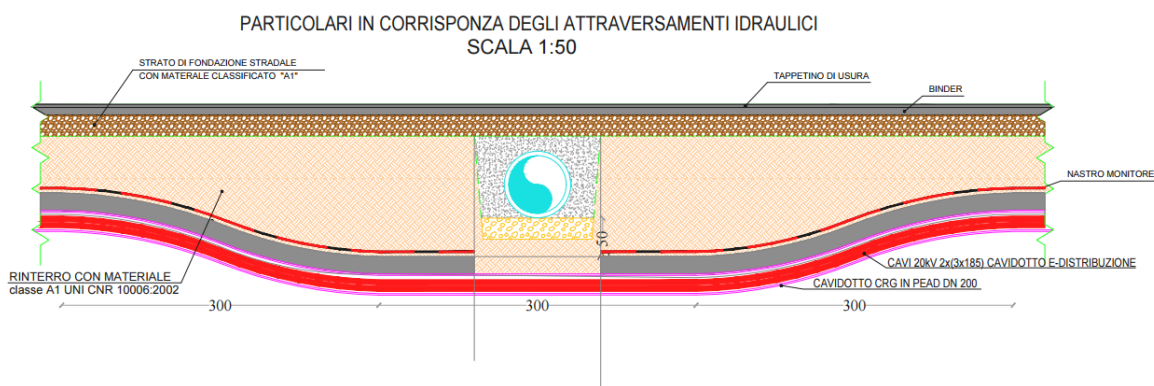 PARTICOLARI IN CORRISPONZA DEGLI ATTRAVERSAMENTI IDRAULICI
SCALA 1:50
STRATO DI FONDAZIONE STRADALE
CON MATERALE CLASSIFICATO "A1"
TAPPETINO DI USURA
BINDER
NASTRO MONITORE
50
RINTERRO CON MATERIALE
classe A1 UNI CNR 10006:2002
CAVI 20kV 2x(3x185) CAVIDOTTO E-DISTRIBUZIONE
CAVIDOTTO CRG IN PEAD DN 200
300
300
300